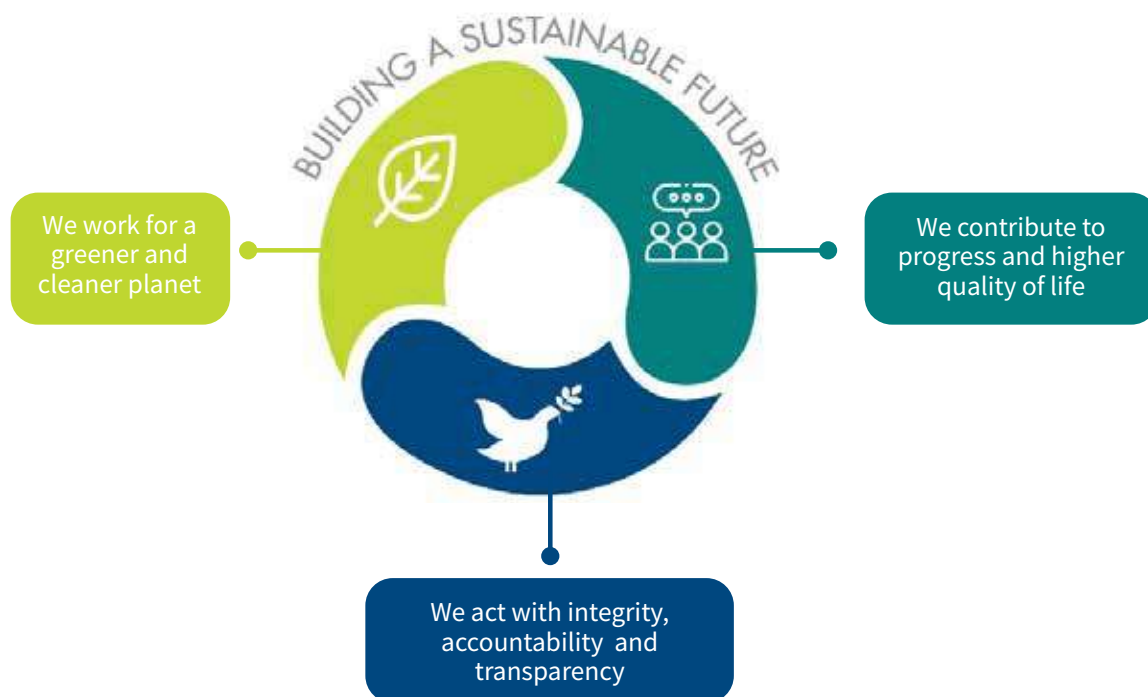 BUILDING A SUSTAINABLE FUTURE
We work for a
greener and
cleaner planet
We contribute to
progress and higher
quality of life
We act with integrity,
accountability  and
transparency